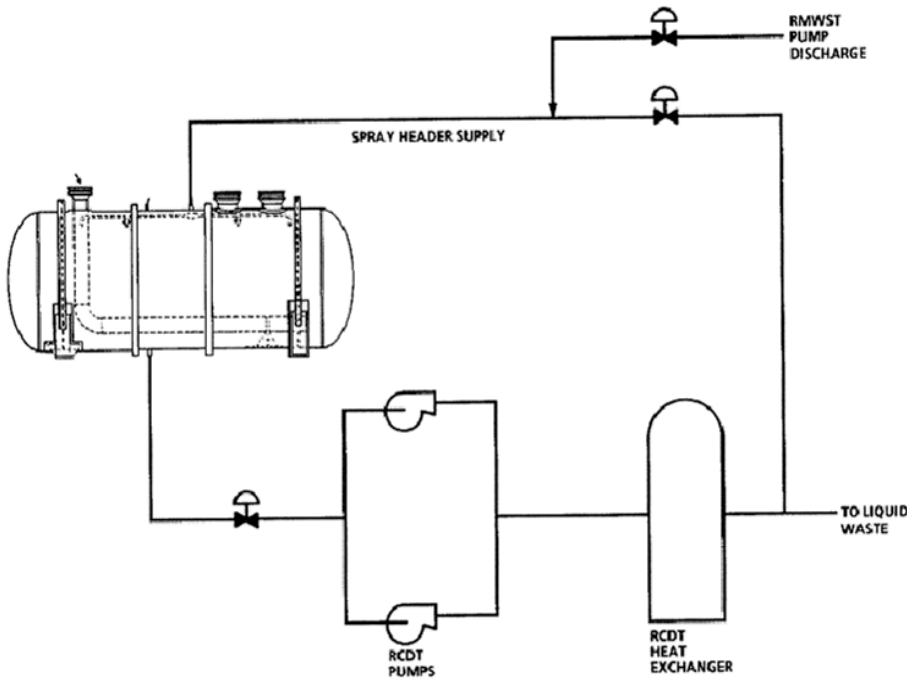 RMWST
PUMP
DISCHARGE
SPRAY HEADER SUPPLY
TO LIQUID
WASTE
RCDT
PUMPS
RCDT
HEAT
EXCHANGER